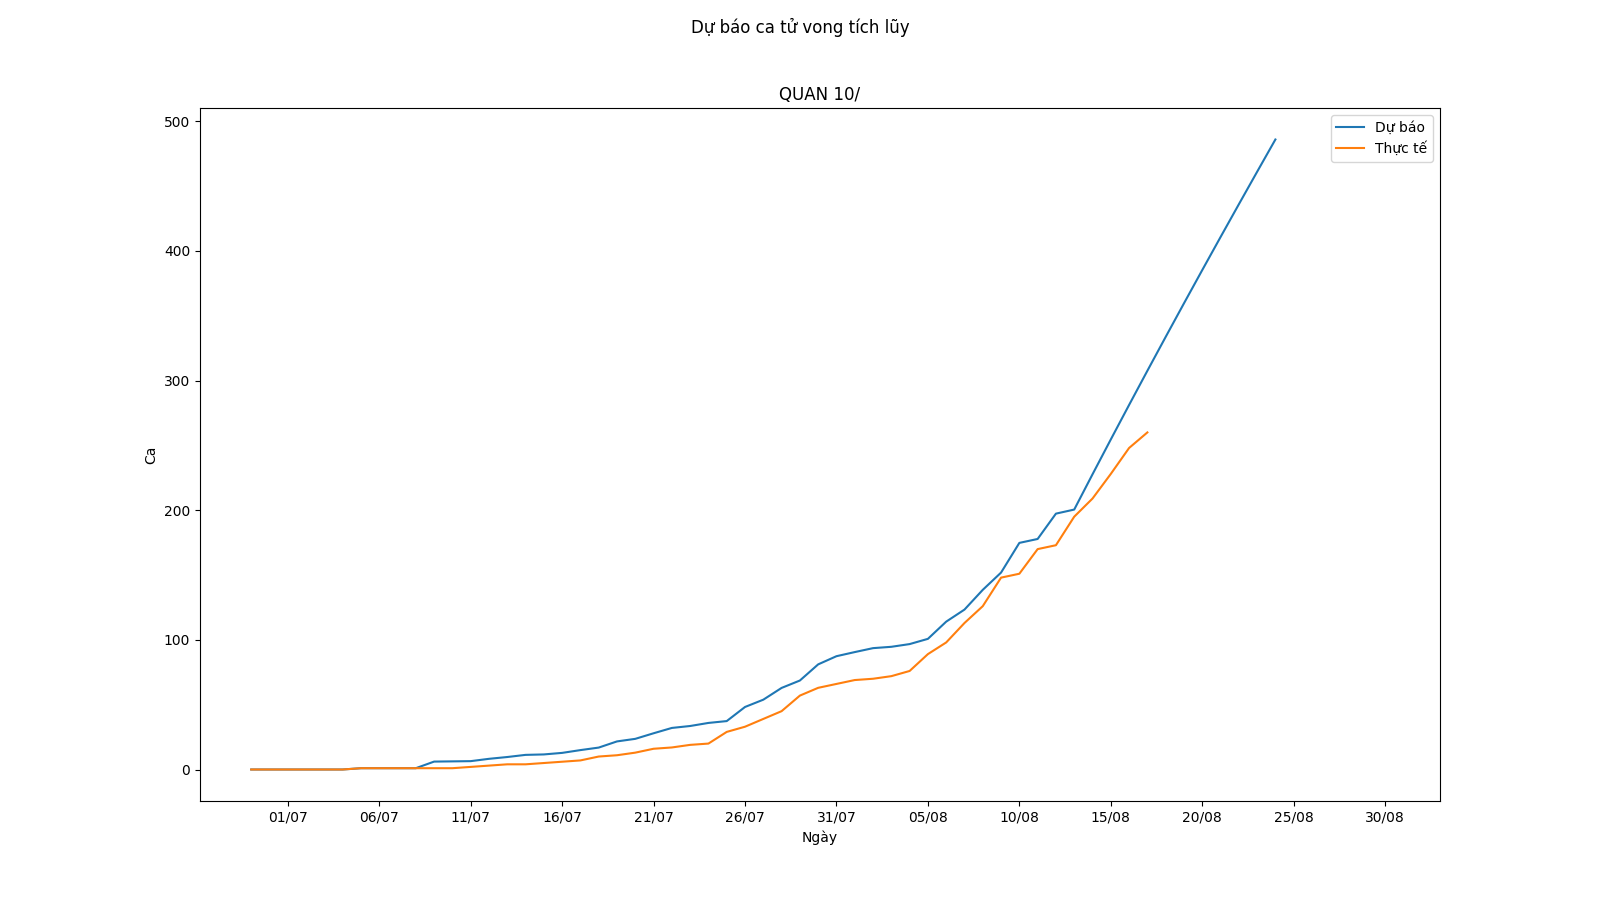 Dự báo ca tử vong tích lũy
QUAN 10/
500
400
300
200
100
0
Ca
Dự báo
Thực tế
01/07 06/07 11/07 16/07 21/07 26/07 31/07 05/08 10/08 15/08 20/08 25/08 30/08
Ngày